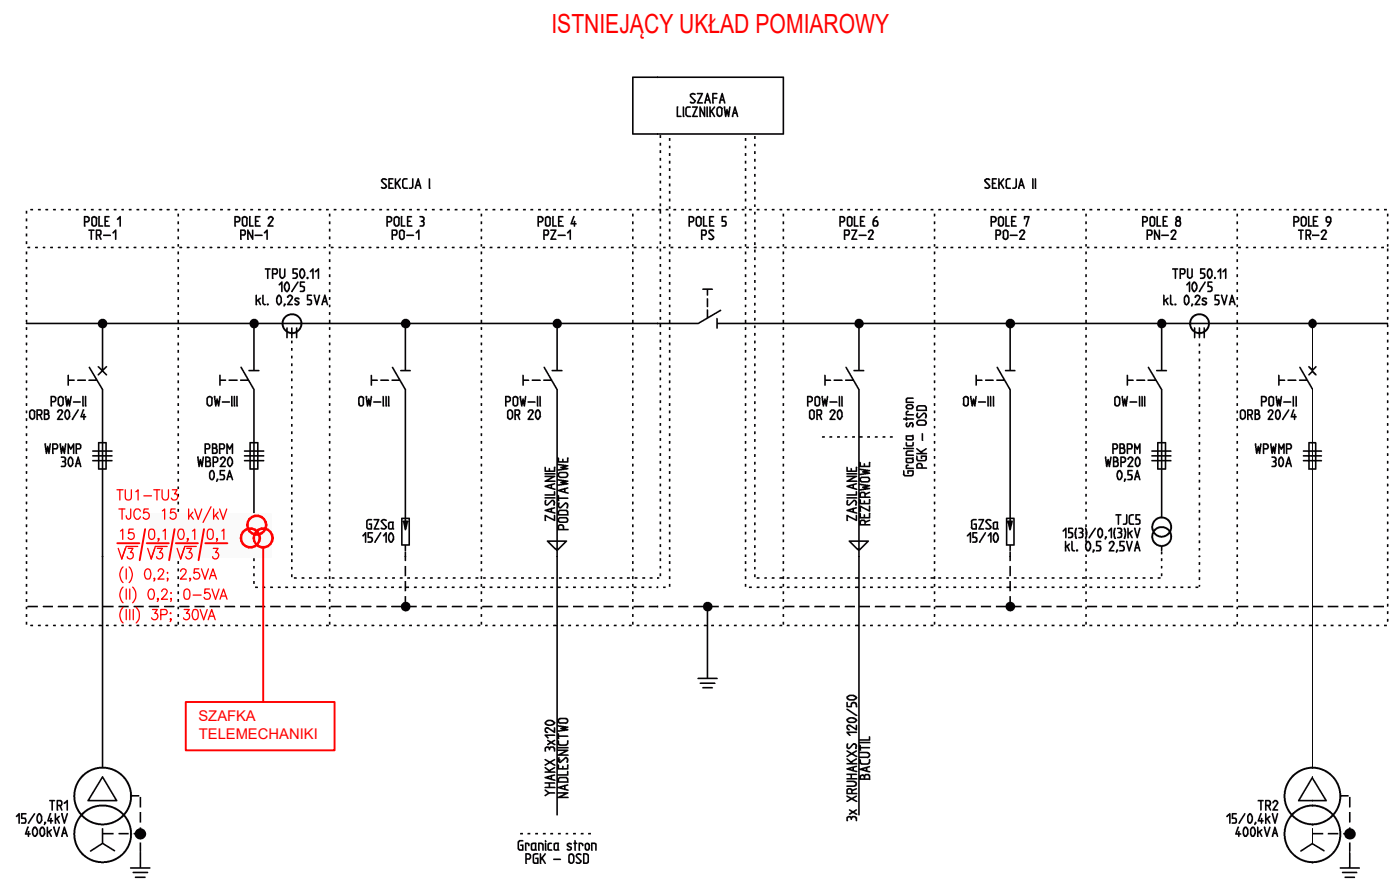 ISTNIEJĄCY UKŁAD POMIAROWY
SZAFA
LICZNIKOWA
SEKCJA I
SEKCJA II
POLE 1
TR-1
POLE 2
PN-1
POLE 3
PO-1
POLE 4
PZ-1
POLE 5
PS
POLE 6
PZ-2
POLE 7
PO-2
POLE 8
PN-2
POLE 9
TR-2
TPU 50.11
10/5
kl. 0,2s 5VA
TPU 50.11
10/5
kl. 0,2s 5VA
POW-II
ORB 20/4
OW-III
OW-III
POW-II
OR 20
POW-II
OR 20
Granica stron
PGK - OSD
OW-III
OW-III
POW-II
ORB 20/4
WPWMP
30A
PBPM
WBP20
0,5A
ZASILANIE
PODSTAWOWE
ZASILANIE
REZERWOWE
PBPM
WBP20
0,5A
WPWMP
30A
TU1-TU3
TJC5 15 kV/kV
15/√3 / 0,1/√3 / 0,1/√3 / 0,1/3
(I) 0,2; 2,5VA
(II) 0,2; 0-5VA
(III) 3P; 30VA
GZSa
15/10
GZSa
15/10
TJC5
15(3)/0,1(3)kV
kl. 0,5 2,5VA
SZAFKA
TELEMECHANIKI
YHAKX 3x120
NADLEŚNICTWO
3x XRUHAKXS 120/50
BACUTIL
TR1
15/0,4kV
400kVA
TR2
15/0,4kV
400kVA
Granica stron
PGK - OSD